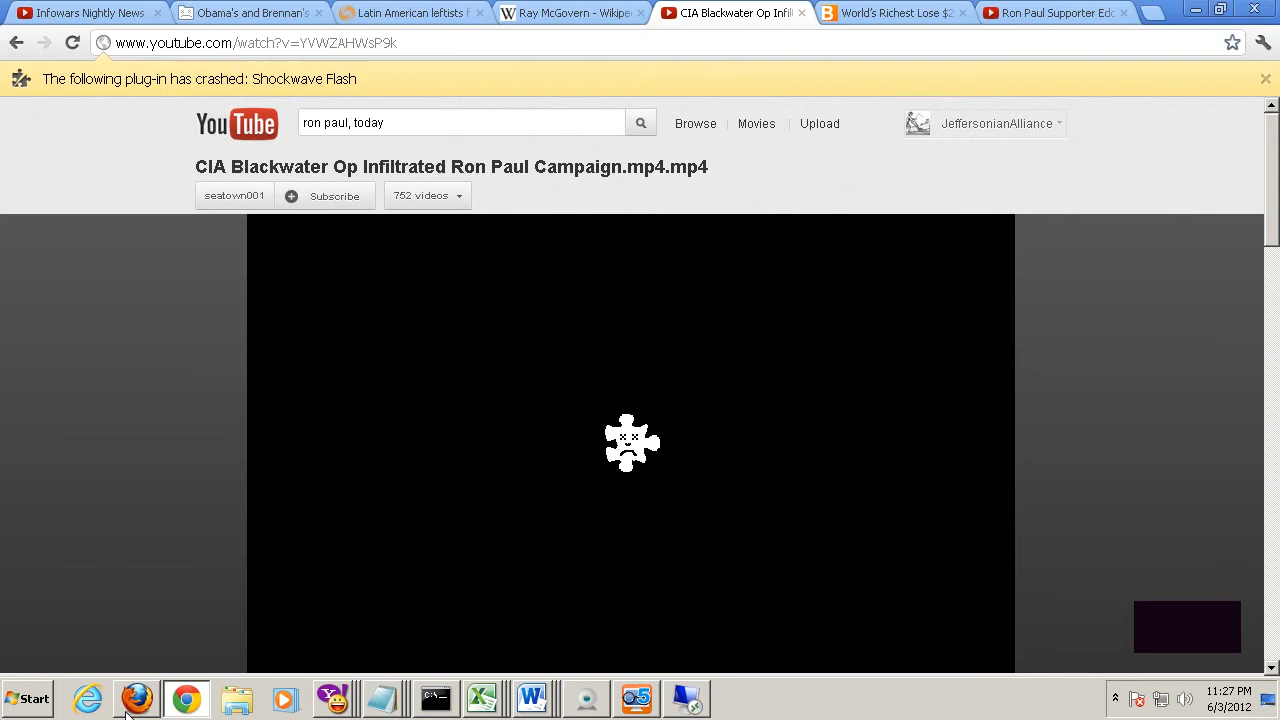 Infowars Nightly News
Obama's and Brennan's
Latin American leftists f
Ray McGovern - Wikipe
CIA Blackwater Op Infil
World's Richest Lose $2
Ron Paul Supporter Edc
www.youtube.com/watch?v=YVWZAHWsP9k
The following plug-in has crashed: Shockwave Flash
YouTube
ron paul, today
Browse
Movies
Upload
JeffersonianAlliance
CIA Blackwater Op Infiltrated Ron Paul Campaign.mp4.mp4
seatown001
Subscribe
752 videos
Start
C:\.
11:27 PM
6/3/2012